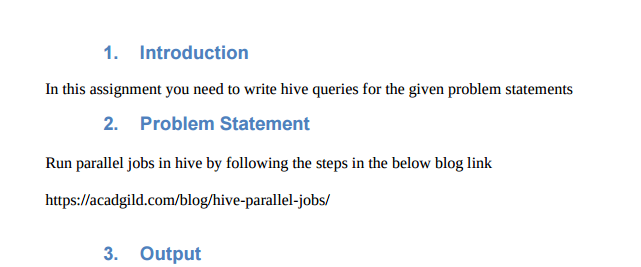 1. Introduction
In this assignment you need to write hive queries for the given problem statements
2. Problem Statement
Run parallel jobs in hive by following the steps in the below blog link
https://acadgild.com/blog/hive-parallel-jobs/
3. Output